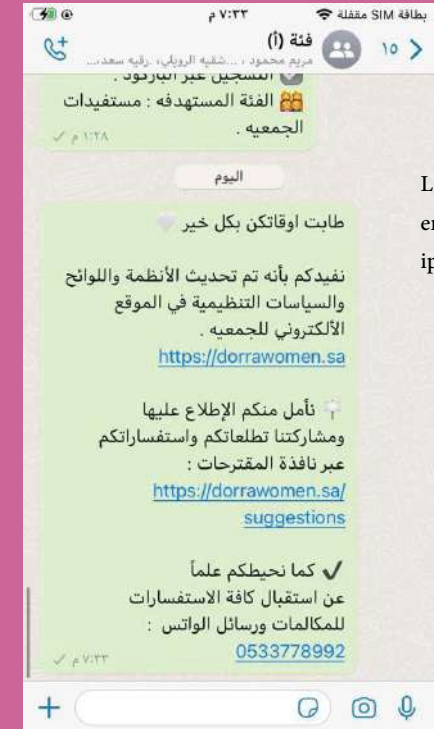 بطاقة SIM مقفلة
٧:٣٣ م
١٥
فئة (أ)
مريم محمود ، ...شقيه الرويلي، رقيه سعد،...
التسجيل عبر الباركود .
الفئة المستهدفه : مستفيدات
الجمعيه .
١:٢٨ م
اليوم
طابت اوقاتكن بكل خير 🤍
نفيدكم بأنه تم تحديث الأنظمة واللوائح
والسياسات التنظيمية في الموقع
الألكتروني للجمعيه .
https://dorrawomen.sa
نأمل منكم الإطلاع عليها
ومشاركتنا تطلعاتكم واستفساراتكم
عبر نافذة المقترحات :
https://dorrawomen.sa/
suggestions
✔ كما نحيطكم علماً
عن استقبال كافة الاستفسارات
للمكالمات ورسائل الواتس :
0533778992
٧:٣٣ م
L
er
ip